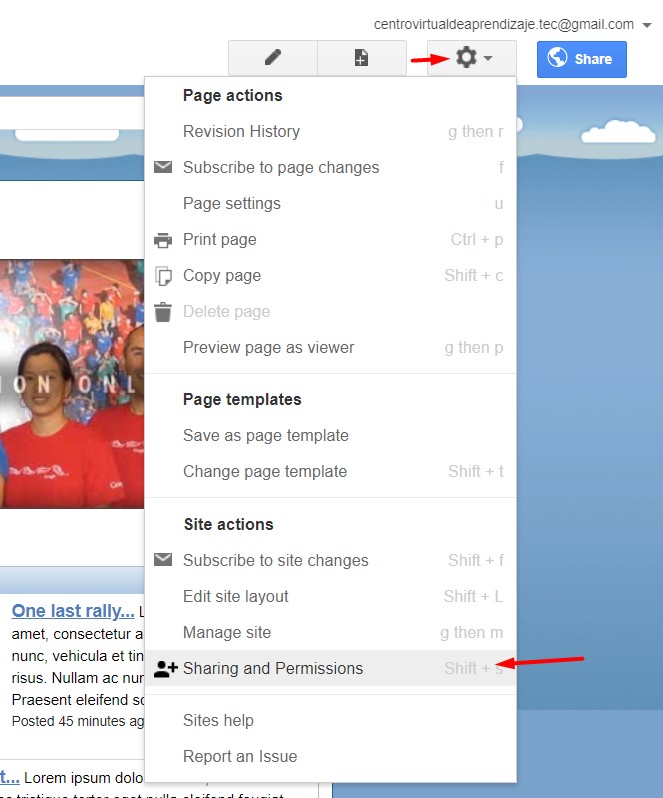 centrovirtualdeaprendizaje.tec@gmail.com
Share
Page actions
Revision History g then r
Subscribe to page changes f
Page settings u
Print page Ctrl + p
Copy page Shift + c
Delete page
Preview page as viewer g then p
Page templates
Save as page template
Change page template Shift + t
Site actions
Subscribe to site changes Shift + f
Edit site layout Shift + L
Manage site g then m
Sharing and Permissions Shift + s
Sites help
Report an Issue
ION ONL
One last rally... L
amet, consectetur a
nunc, vehicula et tin
risus. Nullam ac nur
Praesent eleifend so
Posted 45 minutes ag
t... Lorem ipsum dolo